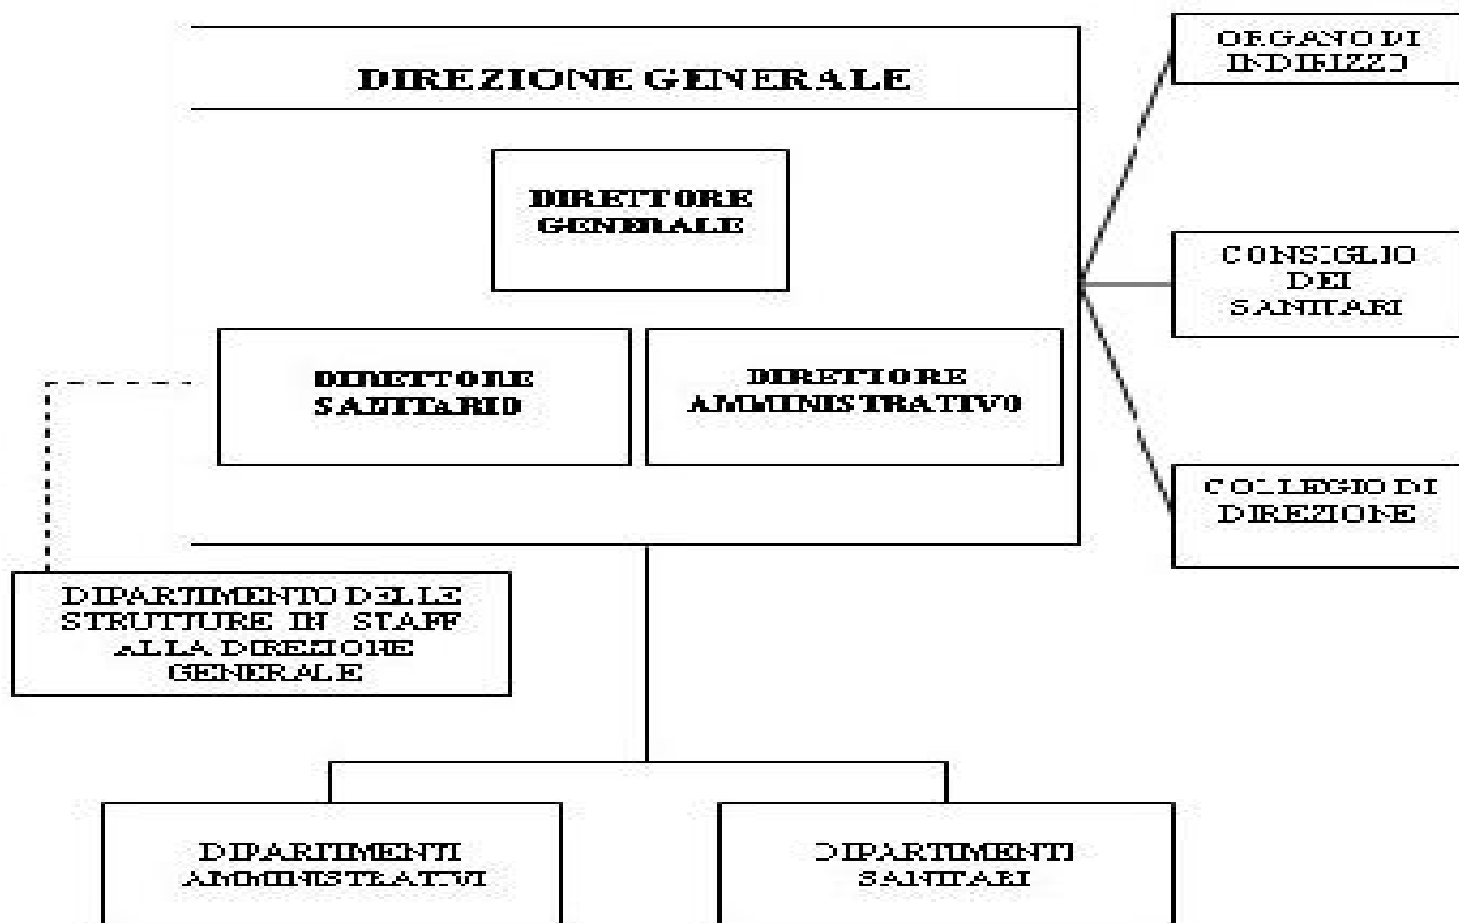 ORGANO DI
INDIRIZZO
DIREZIONE GENERALE
DIRETTORE
GENERALE
CONSIGLIO
DEI
SANITARI
DIRETTORE
SANITARIO
DIRETTORE
AMMINISTRATIVO
COLLEGIO DI
DIREZIONE
DIPARTIMENTO DELLE
STRUTTURE IN STAFF
ALLA DIREZIONE
GENERALE
DIPARTIMENTI
AMMINISTRATIVI
DIPARTIMENTI
SANITARI